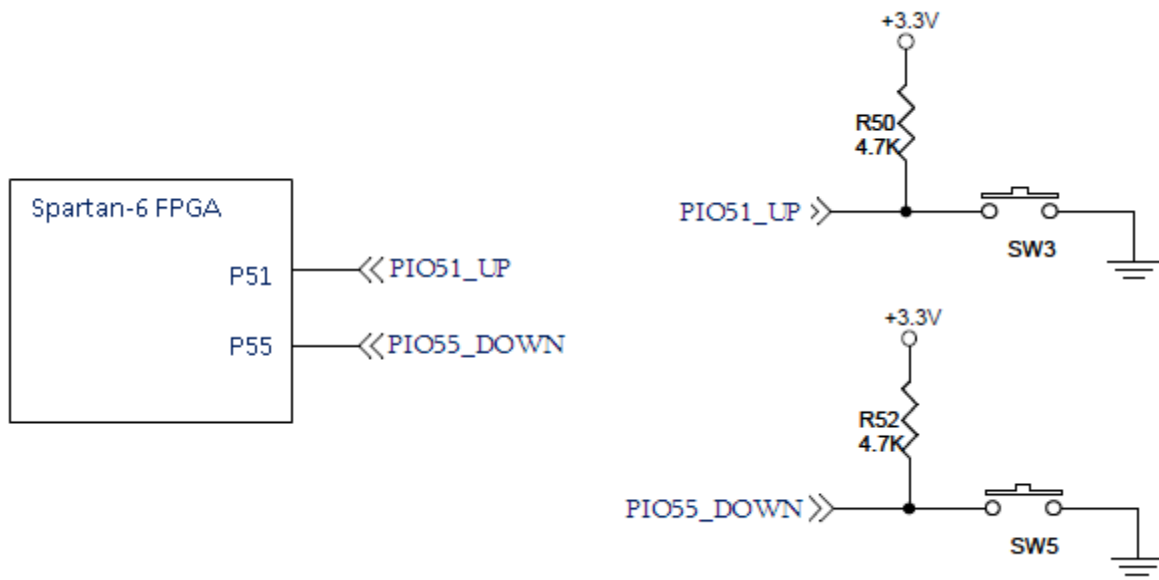 Spartan-6 FPGA
P51
PIO51_UP
P55
PIO55_DOWN
+3.3V
R50
4.7K
PIO51_UP
SW3
+3.3V
R52
4.7K
PIO55_DOWN
SW5